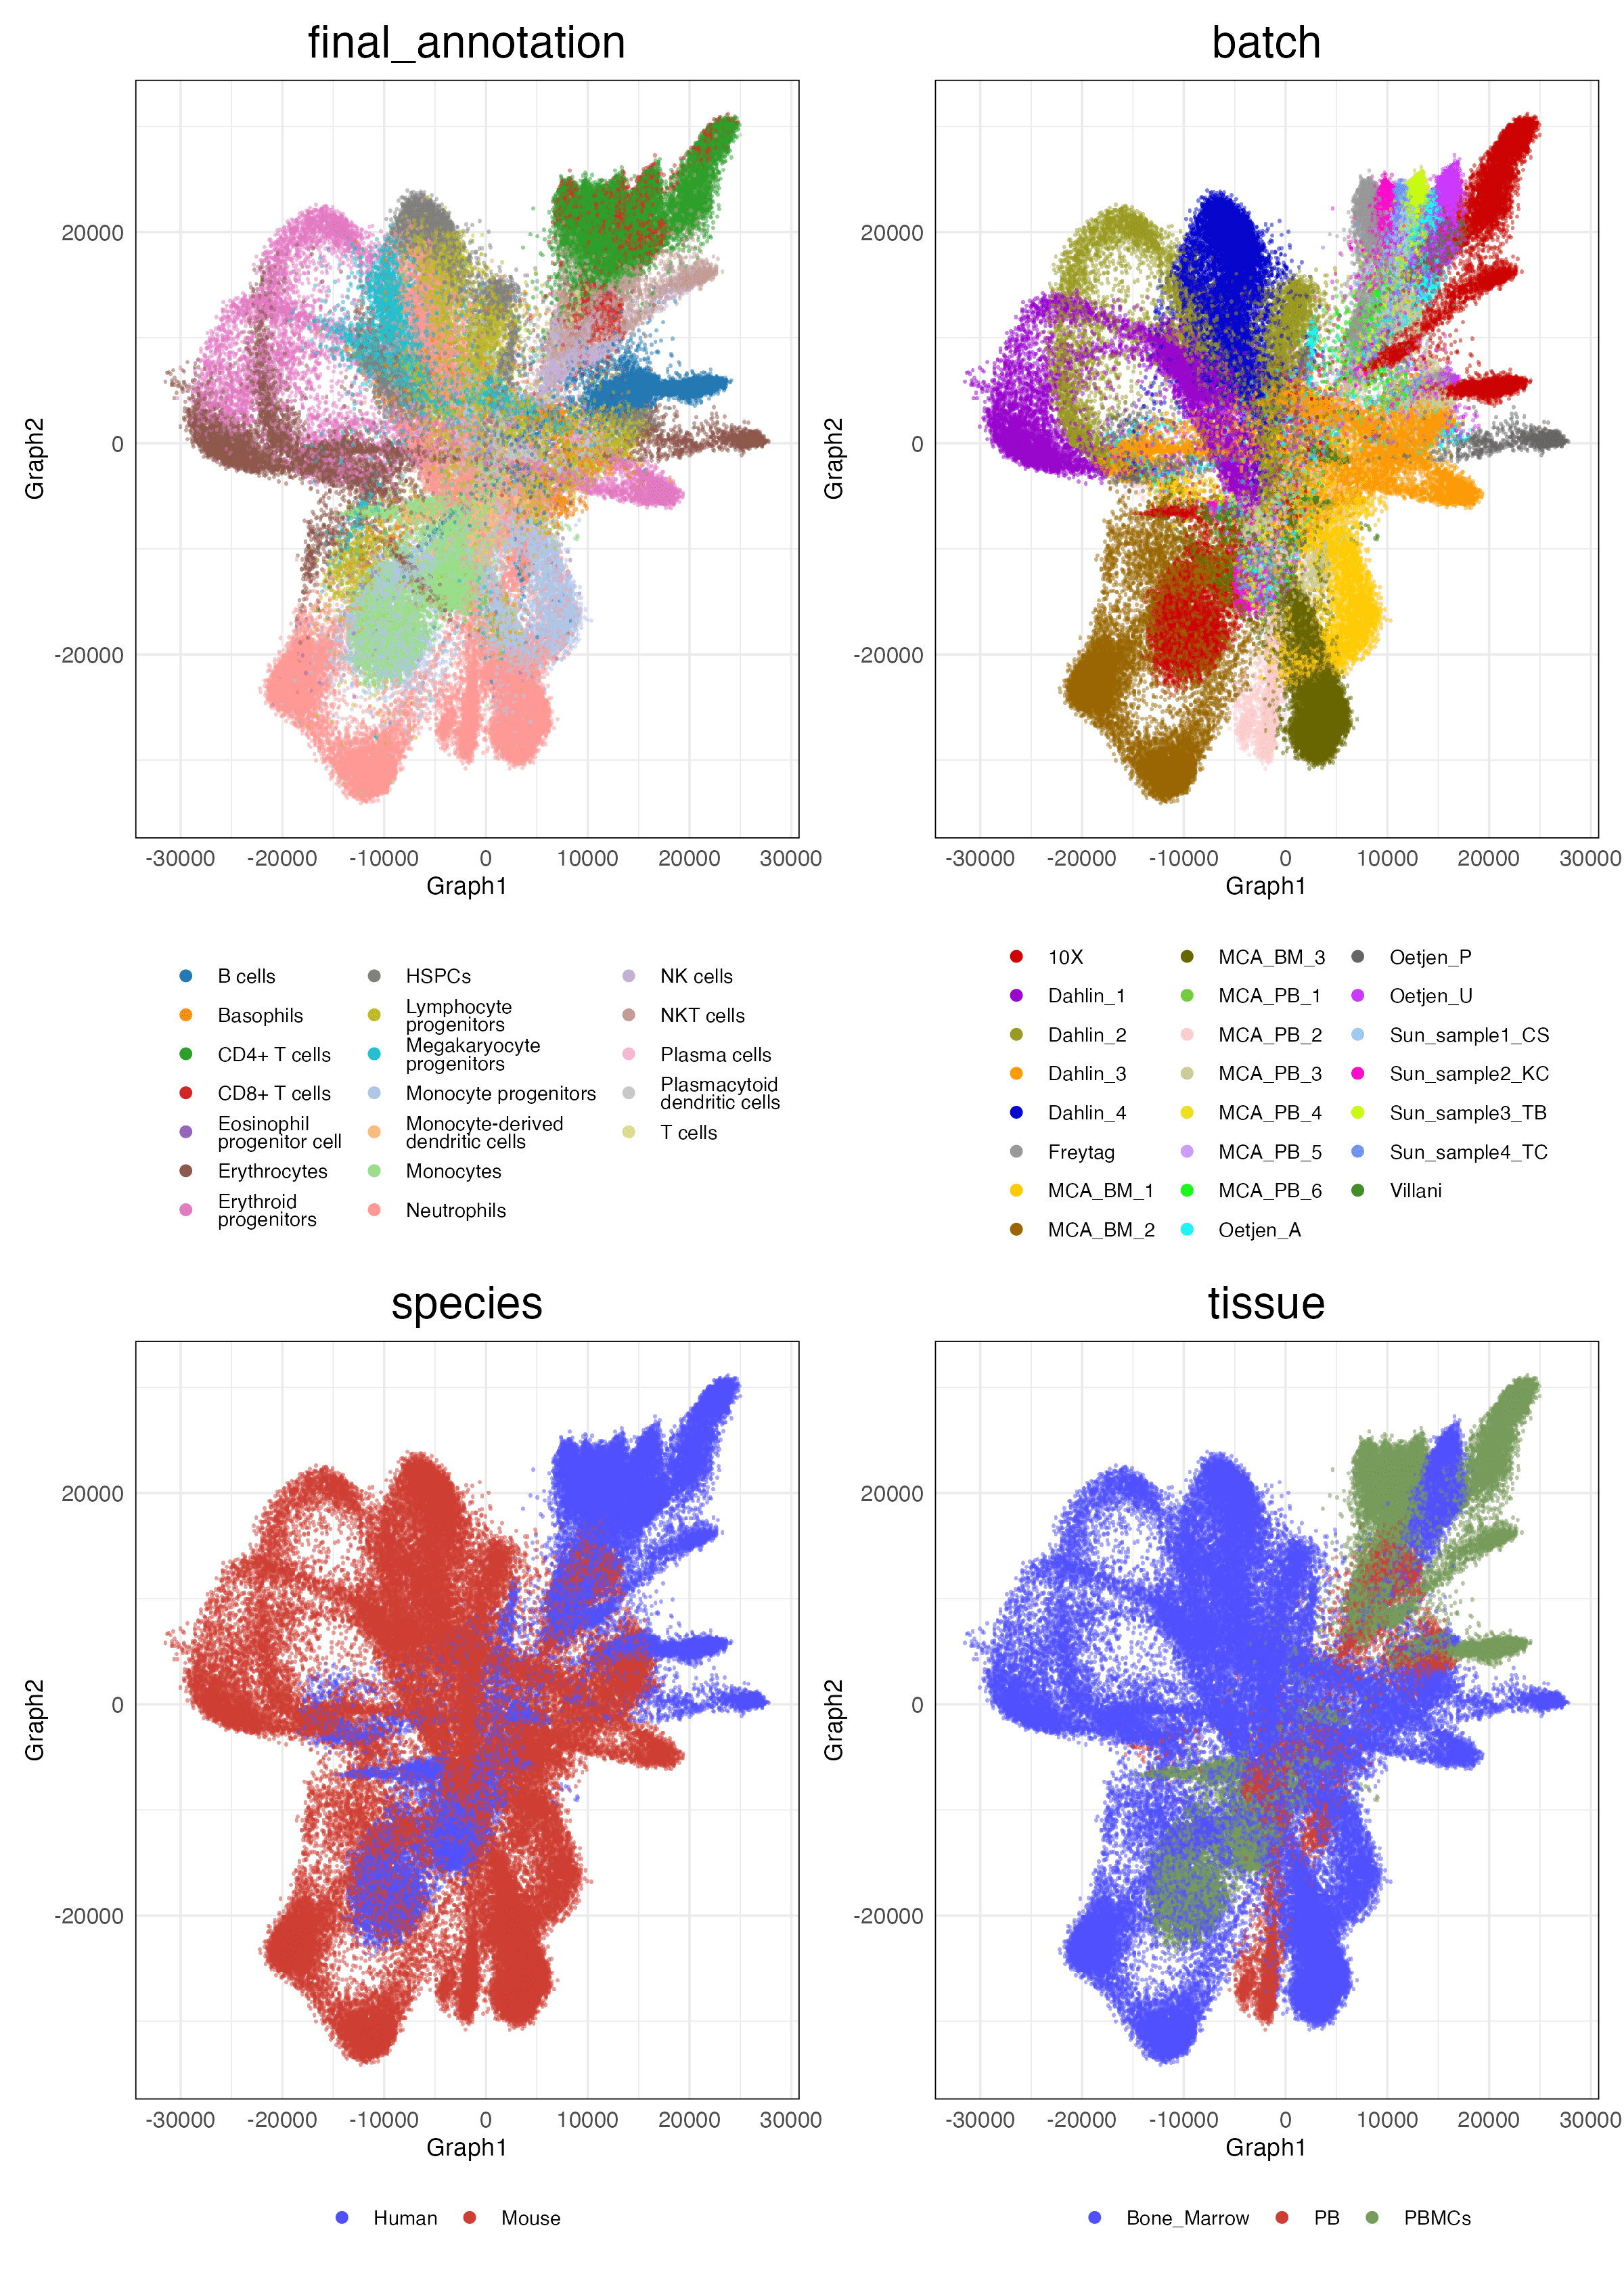 final_annotation
batch
20000
0
-20000
Graph2
-30000 -20000 -10000 0 10000 20000 30000
Graph1
20000
0
-20000
Graph2
-30000 -20000 -10000 0 10000 20000 30000
Graph1
B cells
Basophils
CD4+ T cells
CD8+ T cells
Eosinophil
progenitor cell
Erythrocytes
Erythroid
progenitors
HSPCs
Lymphocyte
progenitors
Megakaryocyte
progenitors
Monocyte progenitors
Monocyte-derived
dendritic cells
Monocytes
Neutrophils
NK cells
NKT cells
Plasma cells
Plasmacytoid
dendritic cells
T cells
10X
Dahlin_1
Dahlin_2
Dahlin_3
Dahlin_4
Freytag
MCA_BM_1
MCA_BM_2
MCA_BM_3
MCA_PB_1
MCA_PB_2
MCA_PB_3
MCA_PB_4
MCA_PB_5
MCA_PB_6
Oetjen_A
Oetjen_P
Oetjen_U
Sun_sample1_CS
Sun_sample2_KC
Sun_sample3_TB
Sun_sample4_TC
Villani
species
tissue
20000
0
-20000
Graph2
-30000 -20000 -10000 0 10000 20000 30000
Graph1
20000
0
-20000
Graph2
-30000 -20000 -10000 0 10000 20000 30000
Graph1
Human Mouse
Bone_Marrow PB PBMCs